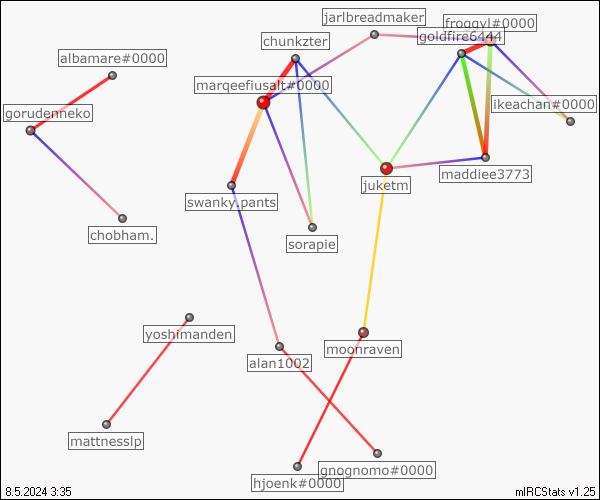 jarlbreadmaker
froggyl#0000
goldfire6444
chunkzter
albamare#0000
marqeefiusalt#0000
ikeachan#0000
gorudenneko
maddiee3773
juketm
swanky.pants
chobham.
sorapie
yoshimanden
moonraven
alan1002
mattnesslp
gnognomo#0000
hjoenk#0000
8.5.2024 3:35
mIRCStats v1.25